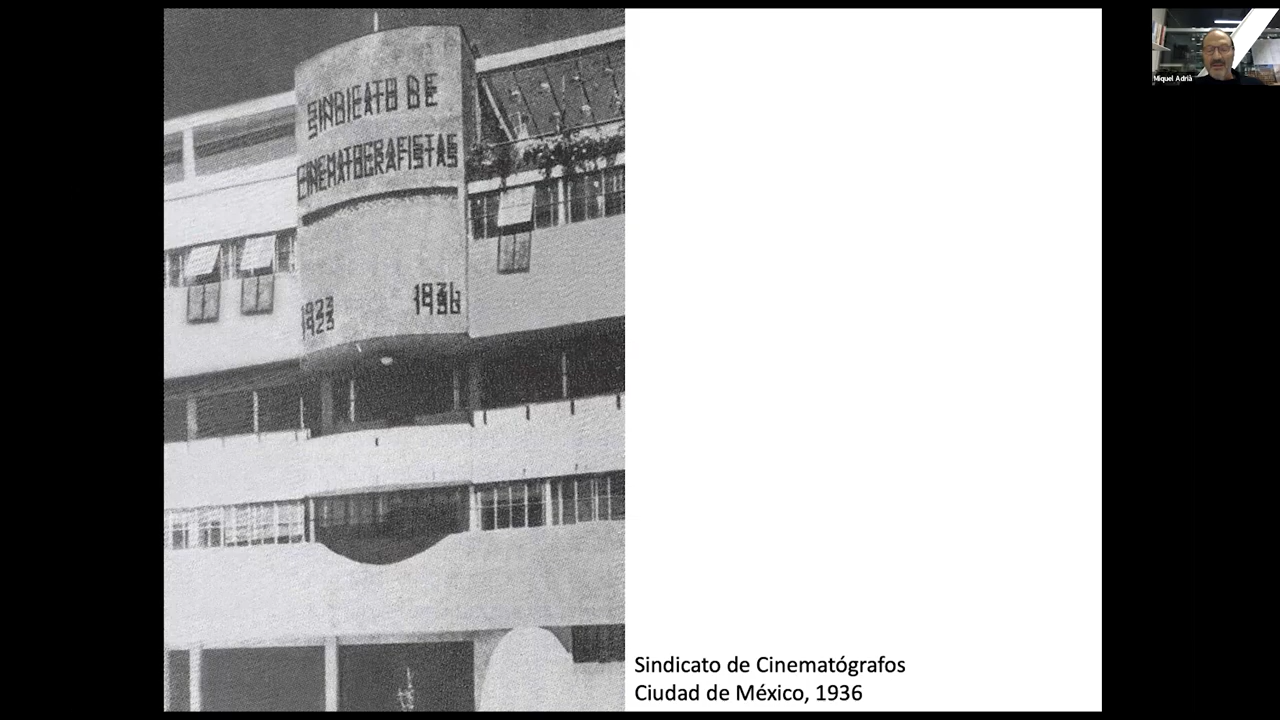 SINDICATO DE
CINEMATOGRAFISTAS
1923
1936
Sindicato de Cinematógrafos
Ciudad de México, 1936
Miquel Adrià